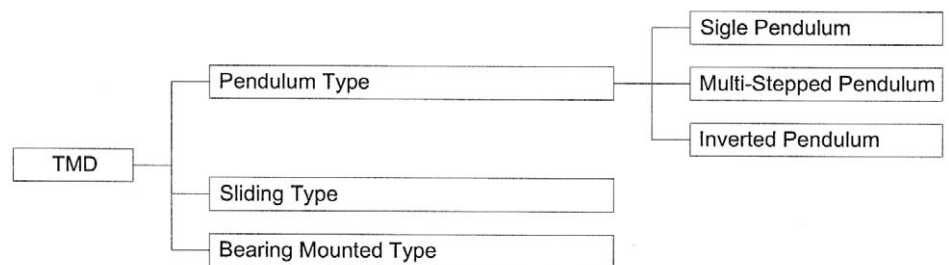 TMD
Pendulum Type
Sigle Pendulum
Multi-Stepped Pendulum
Inverted Pendulum
Sliding Type
Bearing Mounted Type